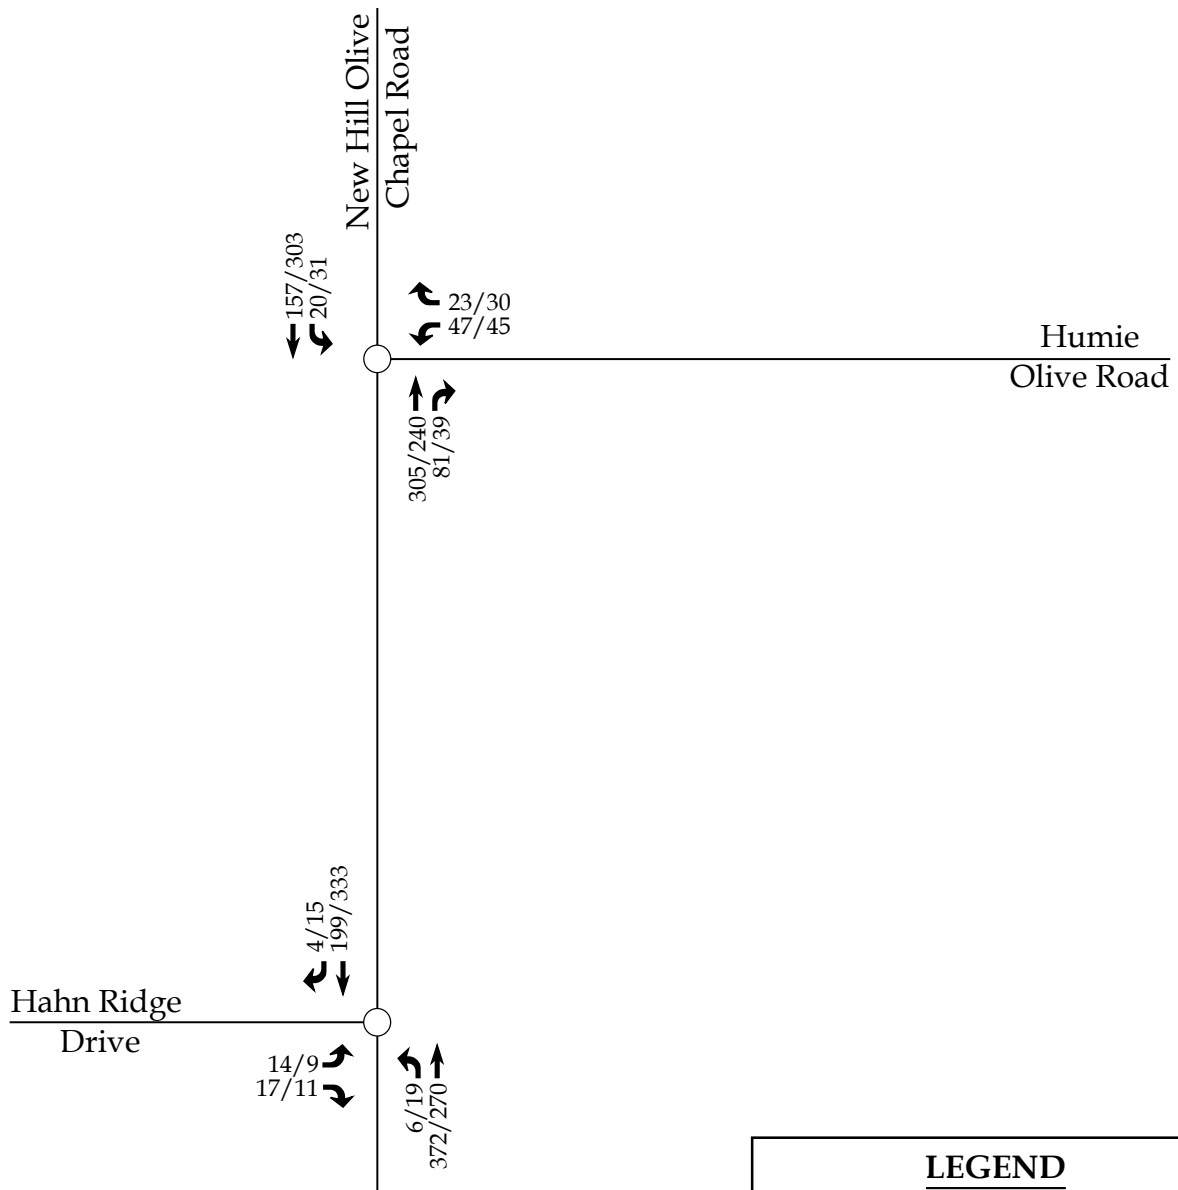 New Hill Olive
Chapel Road
157/303
20/31
23/30
47/45
Humie
Olive Road
305/240
81/39
4/15
199/333
Hahn Ridge
Drive
14/9
17/11
6/19
372/270
LEGEND